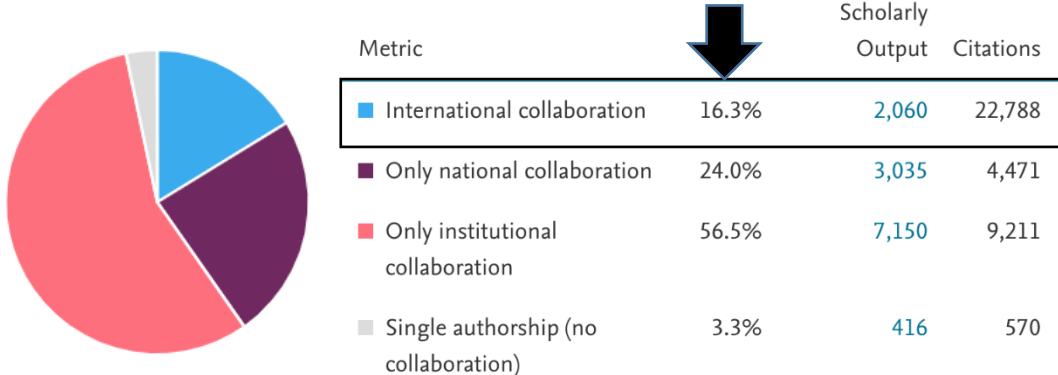 Metric Scholarly Output Citations
International collaboration 16.3% 2,060 22,788
Only national collaboration 24.0% 3,035 4,471
Only institutional collaboration 56.5% 7,150 9,211
Single authorship (no collaboration) 3.3% 416 570